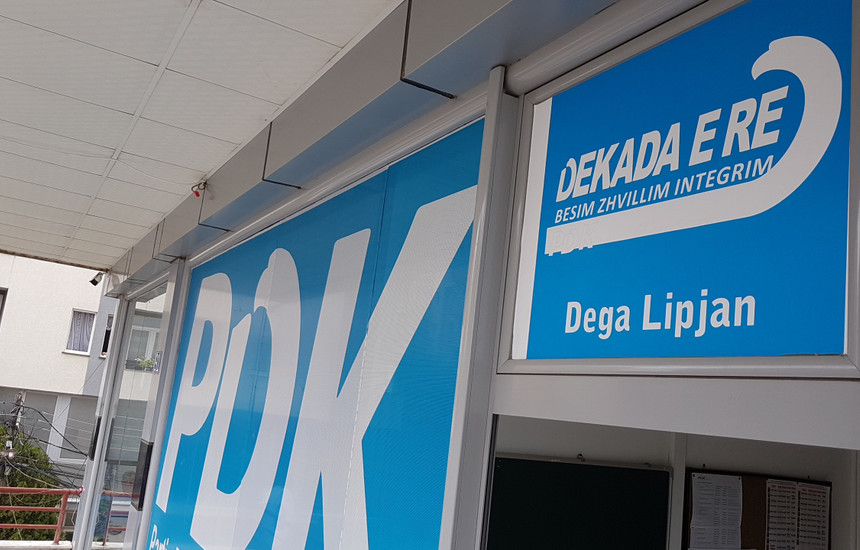 DEKADA E RE
BESIM ZHVILLIM INTEGRIM
Dega Lipjan
PDK